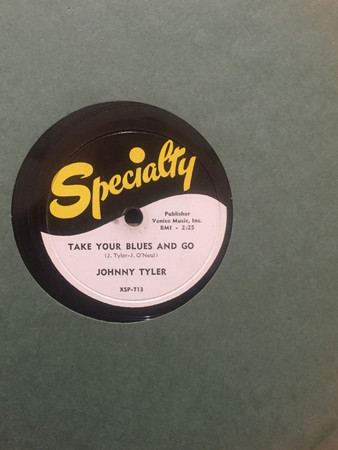 Specialty
Publisher
Venice Music, Inc.
BMI - 2:25
TAKE YOUR BLUES AND GO
(J. Tyler-J. O'Neal)
JOHNNY TYLER
XSP-713